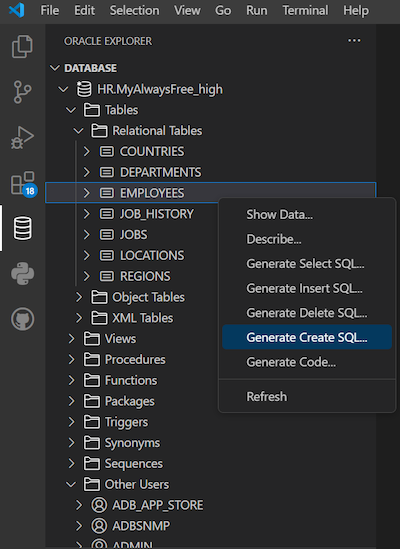 File Edit Selection View Go Run Terminal Help
ORACLE EXPLORER ...
DATABASE
HR.MyAlwaysFree_high
Tables
Relational Tables
COUNTRIES
DEPARTMENTS
EMPLOYEES
JOB_HISTORY
JOBS
LOCATIONS
REGIONS
Object Tables
XML Tables
Views
Procedures
Functions
Packages
Triggers
Synonyms
Sequences
Other Users
ADB_APP_STORE
ADBSNMP
ADMIN
18
Show Data...
Describe...
Generate Select SQL...
Generate Insert SQL...
Generate Delete SQL...
Generate Create SQL...
Generate Code...
Refresh